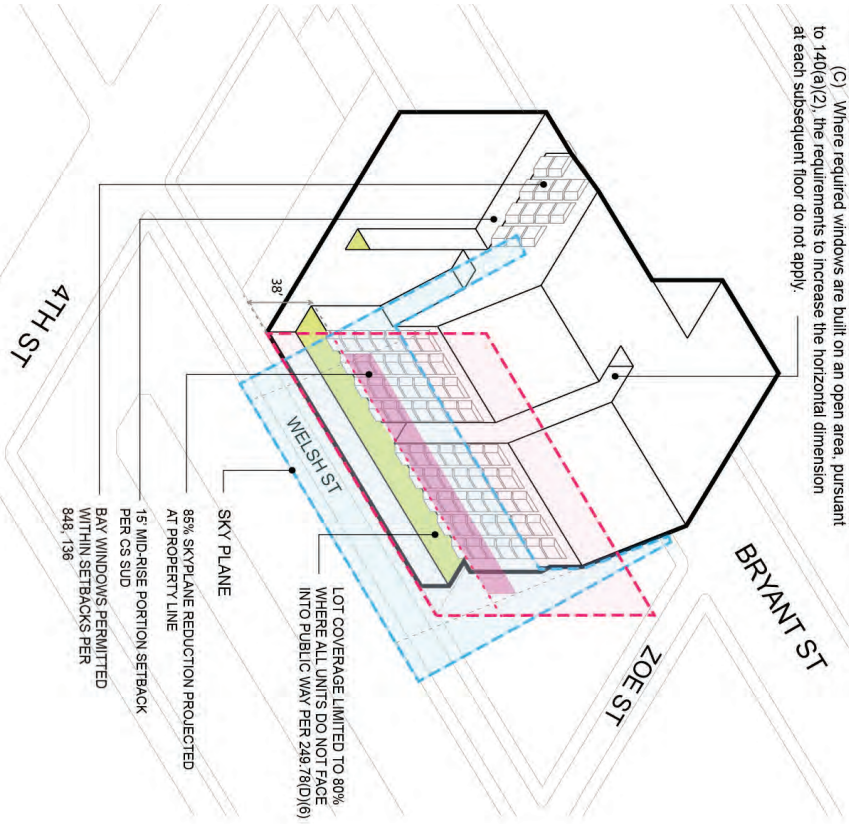 (C) Where required windows are built on an open area, pursuant
to 140(a)(2), the requirements to increase the horizontal dimension
at each subsequent floor do not apply.
BRYANT ST
ZOE ST
4TH ST
WELSH ST
38'
LOT COVERAGE LIMITED TO 80%
WHERE ALL UNITS DO NOT FACE
INTO PUBLIC WAY PER 249.78(D)(6)
SKY PLANE
85% SKYPLANE REDUCTION PROJECTED
AT PROPERTY LINE
15' MID-RISE PORTION SETBACK
PER CS SUD
BAY WINDOWS PERMITTED
WITHIN SETBACKS PER
848, 136